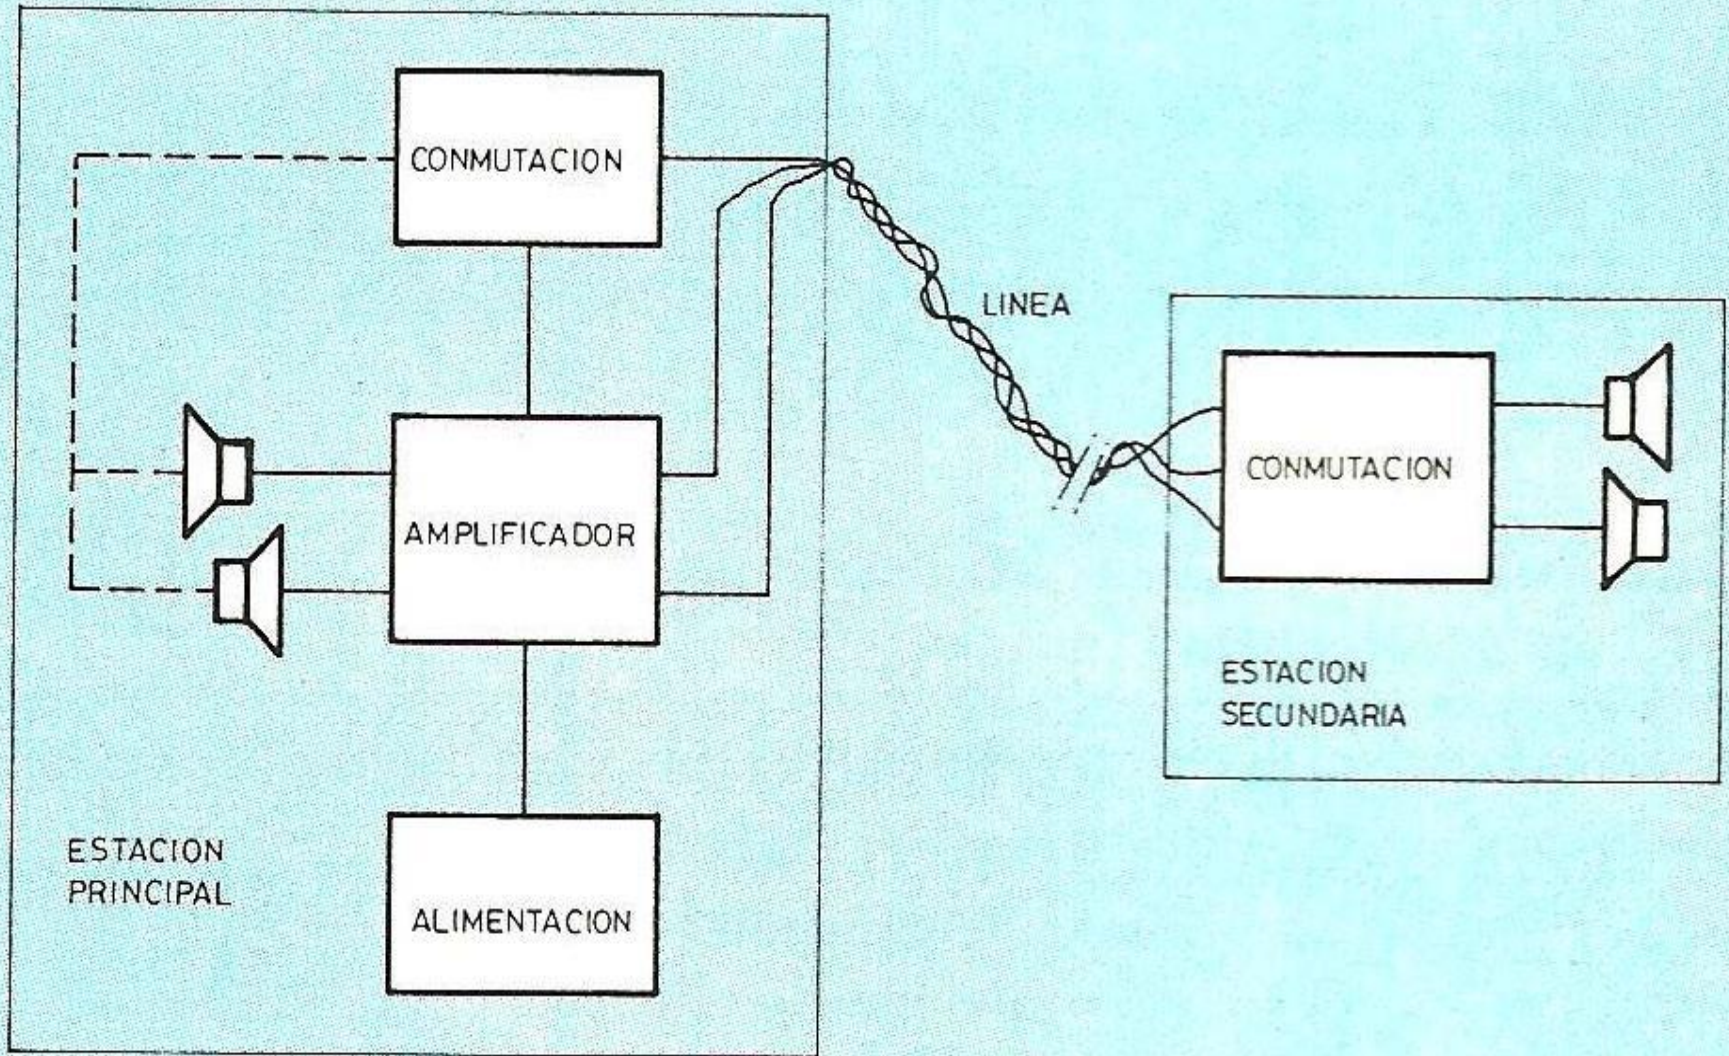 CONMUTACION
LINEA
CONMUTACION
AMPLIFICADOR
ESTACION
SECUNDARIA
ESTACION
PRINCIPAL
ALIMENTACION